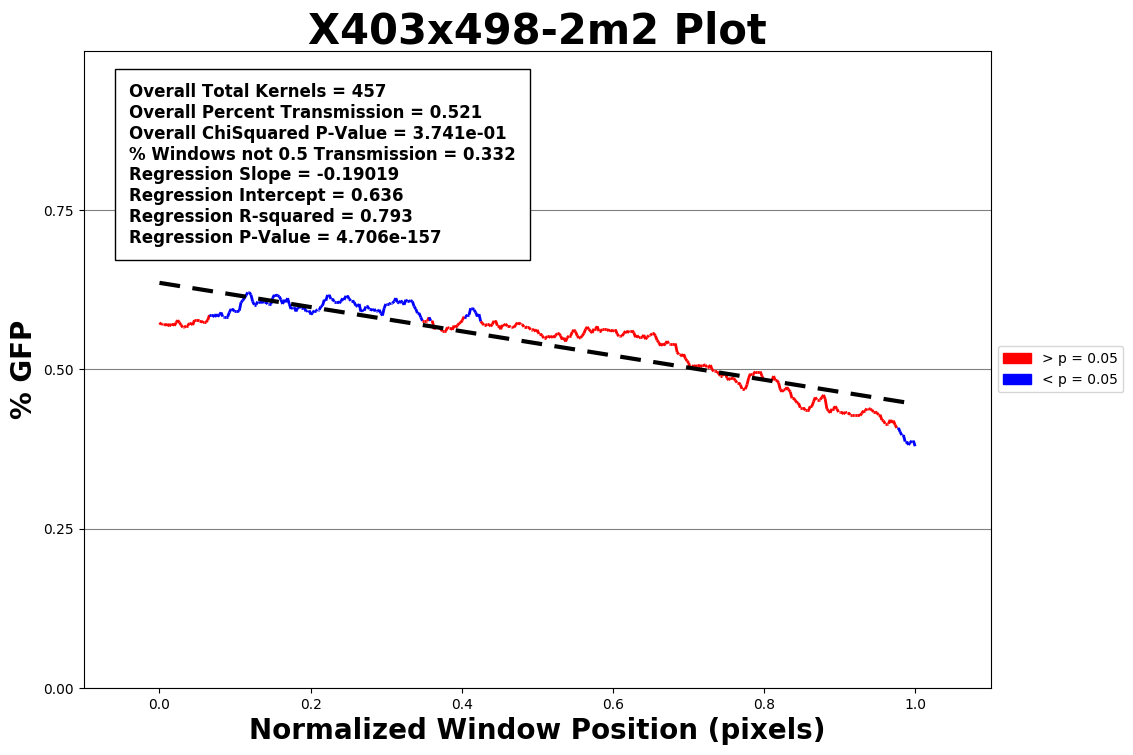 X403x498-2m2 Plot
Overall Total Kernels = 457
Overall Percent Transmission = 0.521
Overall ChiSquared P-Value = 3.741e-01
% Windows not 0.5 Transmission = 0.332
Regression Slope = -0.19019
Regression Intercept = 0.636
Regression R-squared = 0.793
Regression P-Value = 4.706e-157
% GFP
0.75
0.50
0.25
0.00
> p = 0.05
< p = 0.05
0.0 0.2 0.4 0.6 0.8 1.0
Normalized Window Position (pixels)